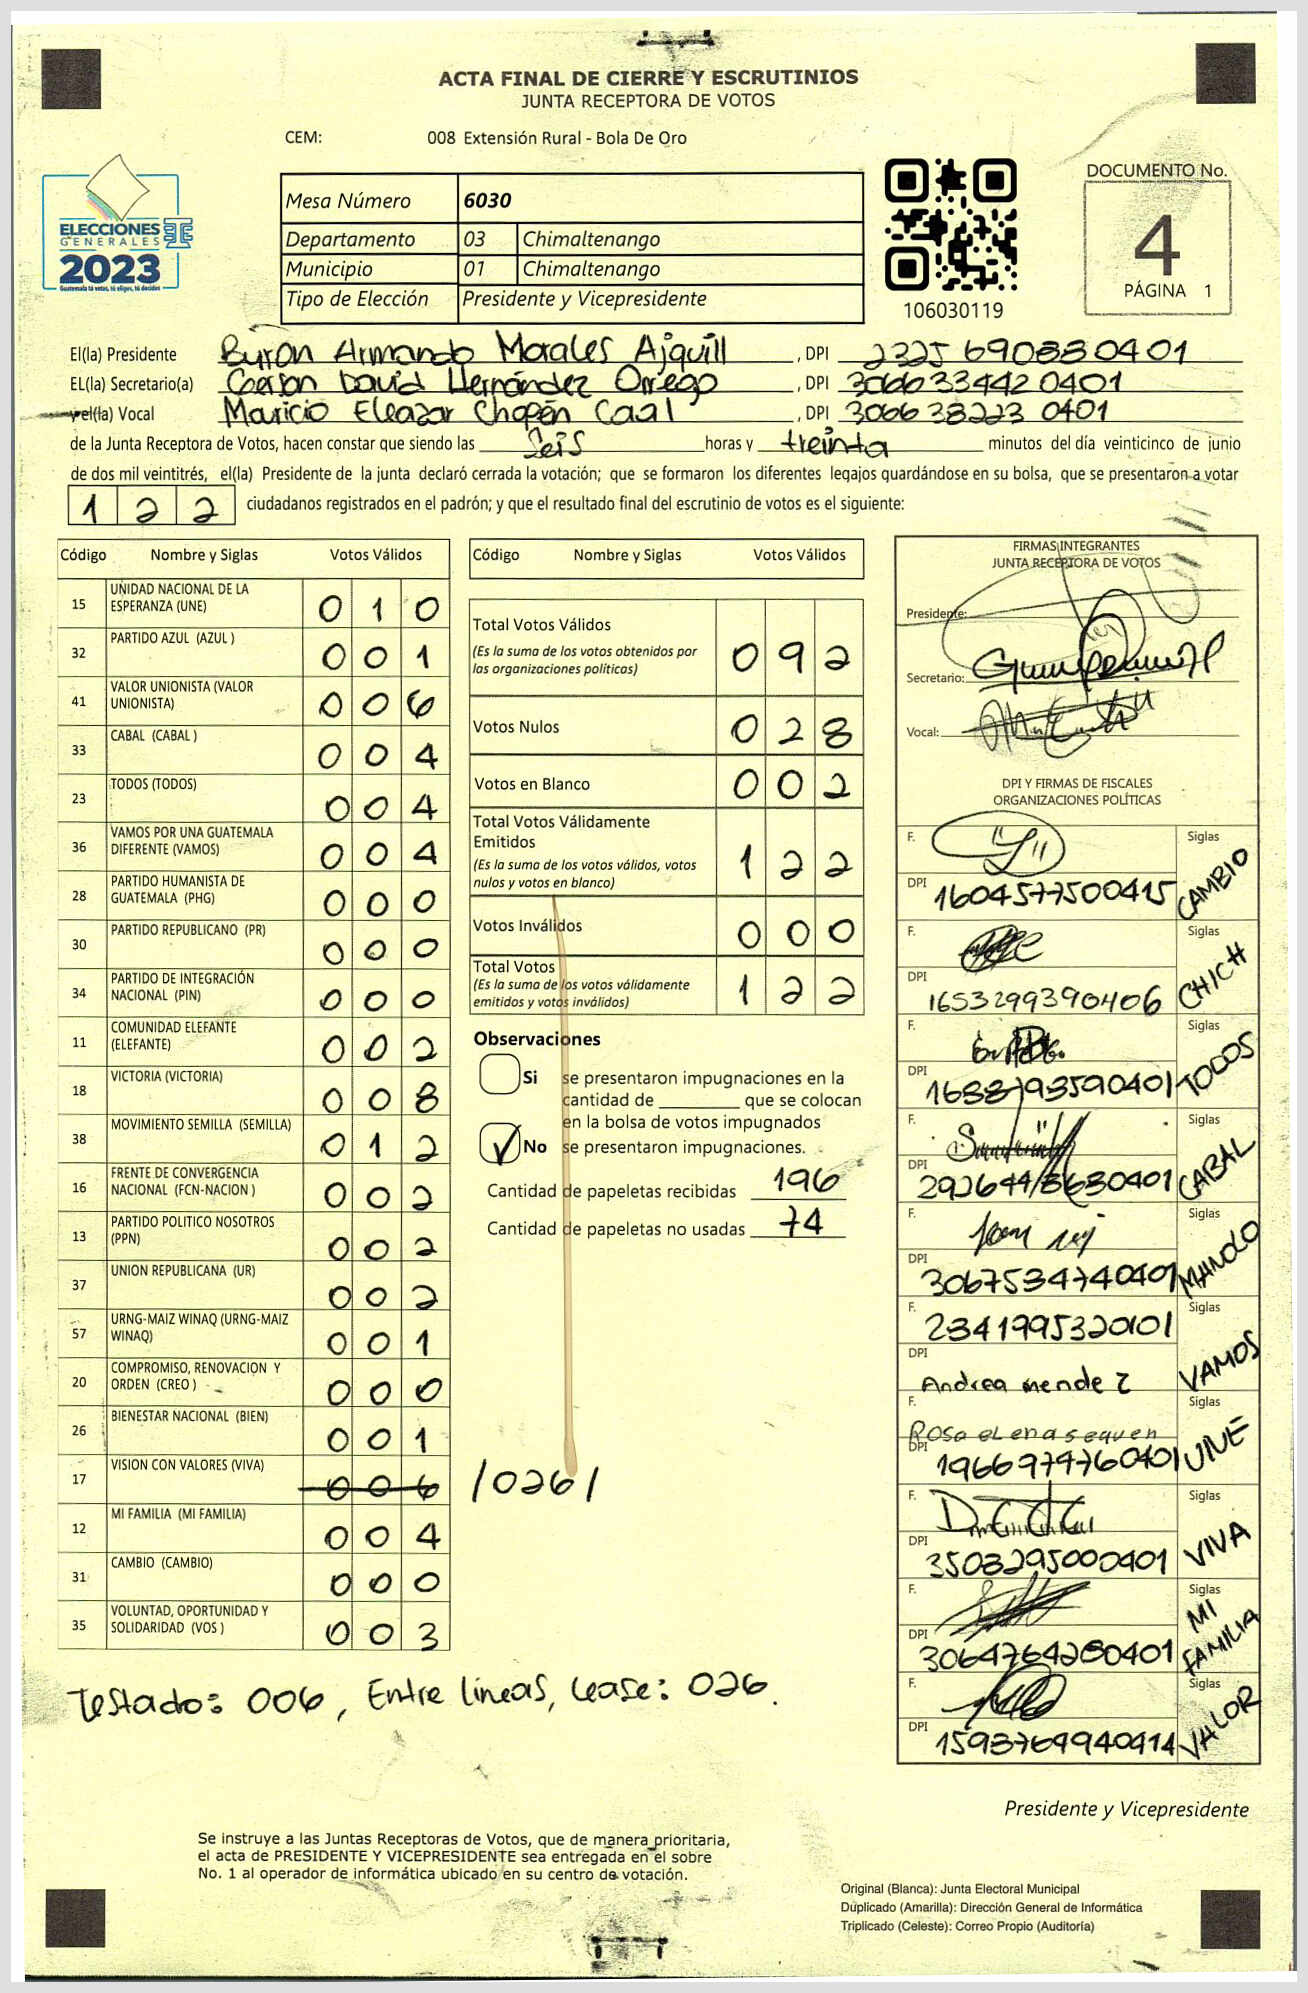 ACTA FINAL DE CIERRE Y ESCRUTINIOS
JUNTA RECEPTORA DE VOTOS
CEM: 008 Extensión Rural - Bola De Oro
ELECCIONES
GENERALES
2023
Guatemala tú votas, tú eliges, tú decides
Mesa Número 6030
Departamento 03 Chimaltenango
Municipio 01 Chimaltenango
Tipo de Elección Presidente y Vicepresidente
106030119
DOCUMENTO No.
4
PÁGINA 1
El(la) Presidente Byron Armando Morales Ajquill, DPI 2325 69088 0401
EL(la) Secretario(a) Gerson David Hernández Orrego, DPI 3066 33442 0401
y el(la) Vocal Mauricio Eleazar Chopén Caal, DPI 3066 38223 0401
de la Junta Receptora de Votos, hacen constar que siendo las seis horas y treinta minutos del día veinticinco de junio
de dos mil veintitrés, el(la) Presidente de la junta declaró cerrada la votación; que se formaron los diferentes legajos guardándose en su bolsa, que se presentaron a votar
122 ciudadanos registrados en el padrón; y que el resultado final del escrutinio de votos es el siguiente:
Código Nombre y Siglas Votos Válidos
15 UNIDAD NACIONAL DE LA ESPERANZA (UNE) 0 1 0
32 PARTIDO AZUL (AZUL ) 0 0 1
41 VALOR UNIONISTA (VALOR UNIONISTA) 0 0 6
33 CABAL (CABAL ) 0 0 4
23 TODOS (TODOS) 0 0 4
36 VAMOS POR UNA GUATEMALA DIFERENTE (VAMOS) 0 0 4
28 PARTIDO HUMANISTA DE GUATEMALA (PHG) 0 0 0
30 PARTIDO REPUBLICANO (PR) 0 0 0
34 PARTIDO DE INTEGRACIÓN NACIONAL (PIN) 0 0 0
11 COMUNIDAD ELEFANTE (ELEFANTE) 0 0 2
18 VICTORIA (VICTORIA) 0 0 8
38 MOVIMIENTO SEMILLA (SEMILLA) 0 1 2
16 FRENTE DE CONVERGENCIA NACIONAL (FCN-NACION ) 0 0 2
13 PARTIDO POLITICO NOSOTROS (PPN) 0 0 2
37 UNION REPUBLICANA (UR) 0 0 2
57 URNG-MAIZ WINAQ (URNG-MAIZ WINAQ) 0 0 1
20 COMPROMISO, RENOVACION Y ORDEN (CREO ) 0 0 0
26 BIENESTAR NACIONAL (BIEN) 0 0 1
17 VISION CON VALORES (VIVA) 0 0 6 /026/
12 MI FAMILIA (MI FAMILIA) 0 0 4
31 CAMBIO (CAMBIO) 0 0 0
35 VOLUNTAD, OPORTUNIDAD Y SOLIDARIDAD (VOS ) 0 0 3
Testado: 006, Entre líneas, Lease: 026.
Código Nombre y Siglas Votos Válidos
Total Votos Válidos 0 9 2
(Es la suma de los votos obtenidos por
las organizaciones políticas)
Votos Nulos 0 2 8
Votos en Blanco 0 0 2
Total Votos Válidamente
Emitidos 1 2 2
(Es la suma de los votos válidos, votos
nulos y votos en blanco)
Votos Inválidos 0 0 0
Total Votos 1 2 2
(Es la suma de los votos válidamente
emitidos y votos inválidos)
Observaciones
Si se presentaron impugnaciones en la
cantidad de ________ que se colocan
en la bolsa de votos impugnados
✓ No se presentaron impugnaciones.
Cantidad de papeletas recibidas 196
Cantidad de papeletas no usadas 74
FIRMAS INTEGRANTES
JUNTA RECEPTORA DE VOTOS
Presidente:
Secretario:
Vocal:
DPI Y FIRMAS DE FISCALES
ORGANIZACIONES POLÍTICAS
F. Siglas
DPI 1604577500415 CAMBIO
F. Siglas
DPI 1653299390406 CHICH
F. Siglas
DPI TODOS
F. Siglas
DPI CABAL
F. Siglas
DPI 3067534740401 MANOLO
F. 2341995320101 Siglas
DPI Andrea mendez VAMOS
F. Rosa eLena sequen Siglas
DPI 1966974760401 UNE
F. Siglas
DPI 3503295000401 VIVA
F. Siglas
DPI 3064764280401 MI FAMILIA
F. Siglas
DPI 1593769940414 VALOR
Presidente y Vicepresidente
Se instruye a las Juntas Receptoras de Votos, que de manera prioritaria,
el acta de PRESIDENTE Y VICEPRESIDENTE sea entregada en el sobre
No. 1 al operador de informática ubicado en su centro de votación.
Original (Blanca): Junta Electoral Municipal
Duplicado (Amarilla): Dirección General de Informática
Triplicado (Celeste): Correo Propio (Auditoría)